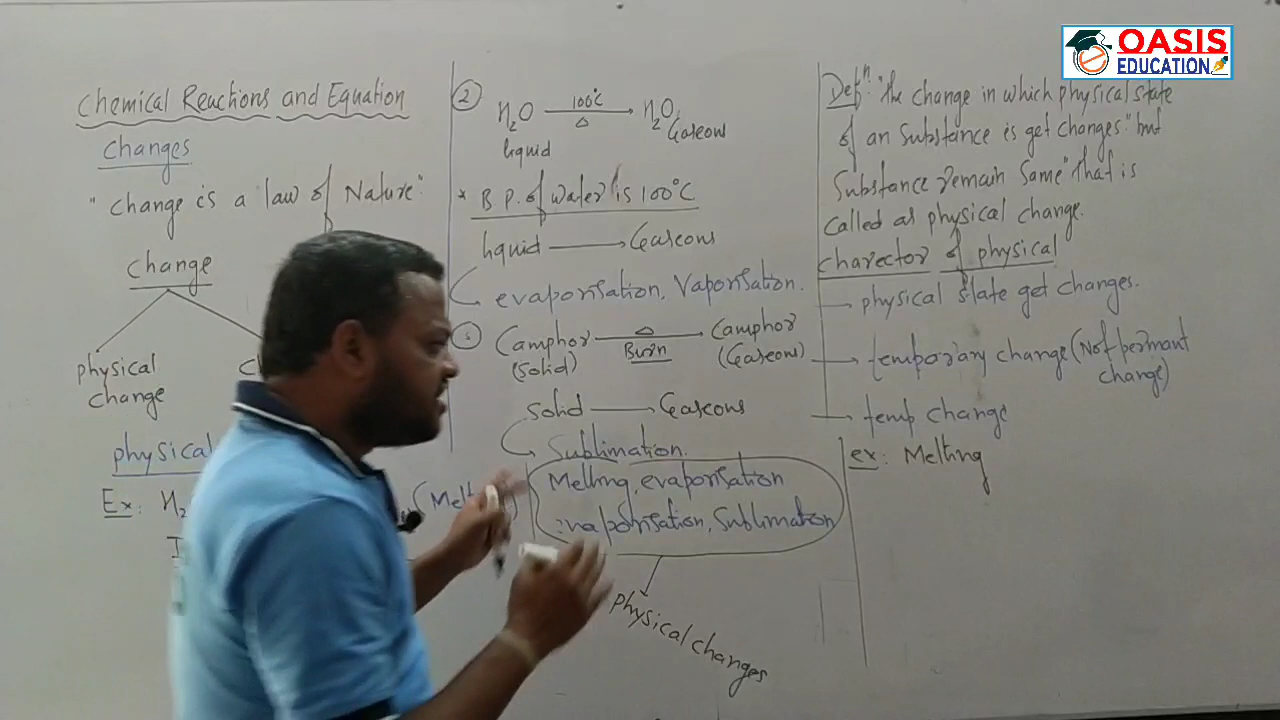 OASIS
EDUCATION
Chemical Reactions and Equation
Changes
"change is a law of Nature".
change
physical
change
physical
Ex: H2
② H2O 100°C △ H2O
liquid Gaseous
* B.P. of water is 100°C
liquid Gaseous
evaporisation, Vaporisation.
Camphor △ Burn Camphor
(Solid) (Gaseous)
Solid Gaseous
Sublimation.
Melting, evaporisation
vaporisation, Sublimation
physical changes
Defn: "The change in which physical state
of an substance is get changes." but
Substance remain same "that is
called as physical change.
charector of physical
physical state get changes.
temporary change (Not permant
change)
temp change
ex: Melting